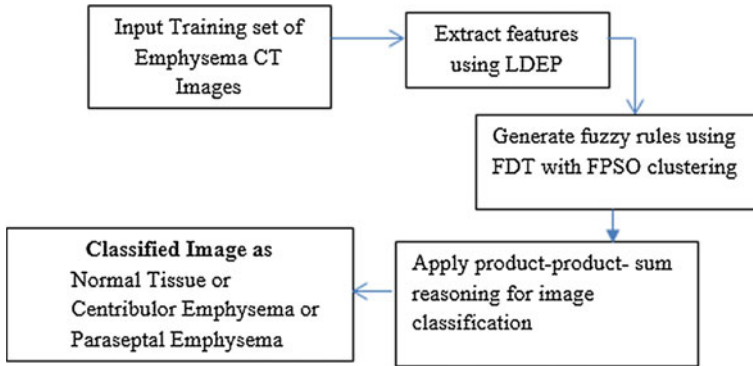 Input Training set of
Emphysema CT
Images
Extract features
using LDEP
Generate fuzzy rules using
FDT with FPSO clustering
Apply product-product- sum
reasoning for image
classification
Classified Image as
Normal Tissue or
Centribulor Emphysema or
Paraseptal Emphysema